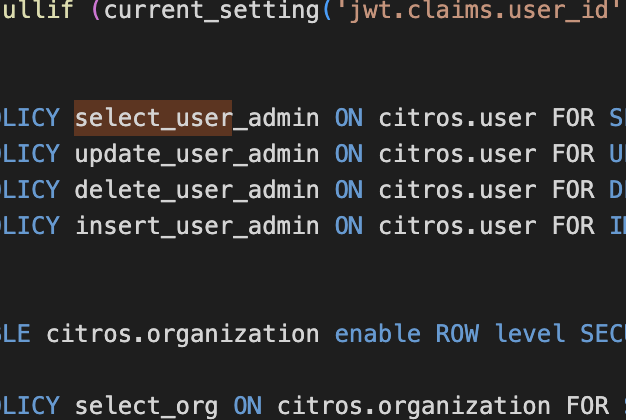 ullif (current_setting('jwt.claims.user_id'
OLICY select_user_admin ON citros.user FOR
OLICY update_user_admin ON citros.user FOR
OLICY delete_user_admin ON citros.user FOR
OLICY insert_user_admin ON citros.user FOR
BLE citros.organization enable ROW level SECU
OLICY select_org ON citros.organization FOR